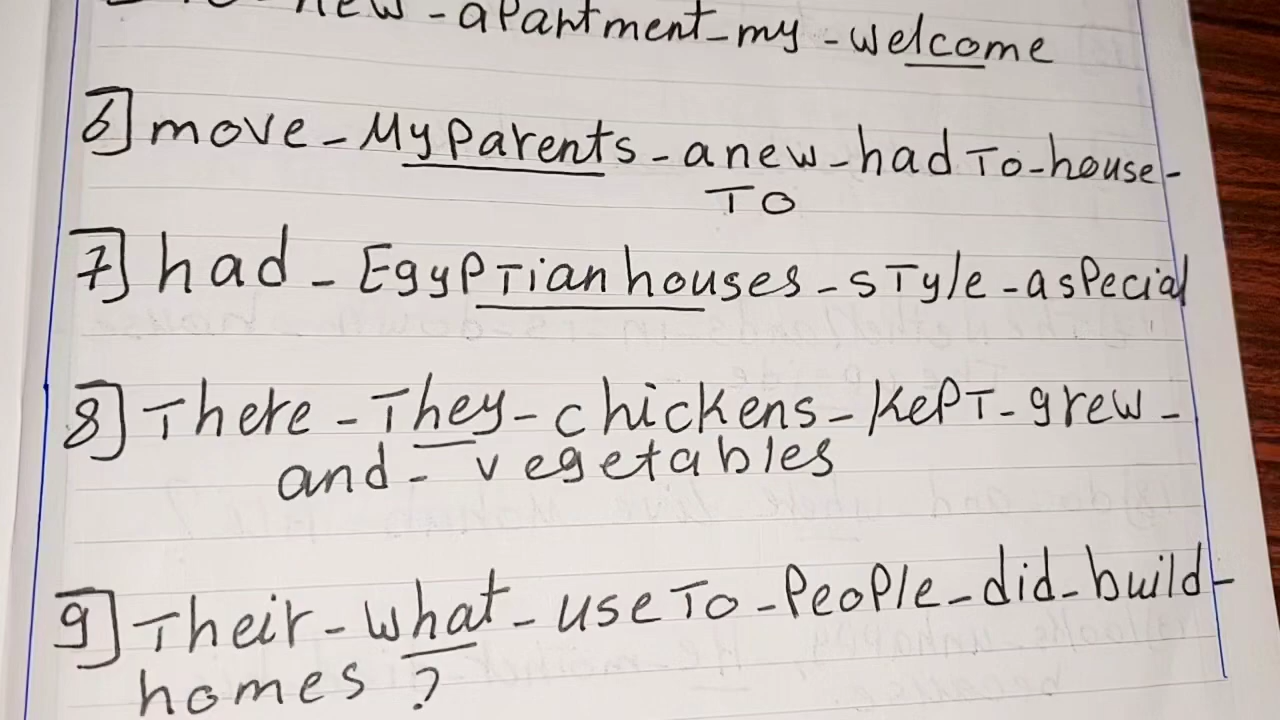 new - apartment - my - welcome
6] move - My parents - a new - had To - house -
TO
7] had - Egyptian houses - style - a special
8] There - They - chickens - kept - grew -
and - vegetables
9] Their - what - use To - people - did - build -
homes ?